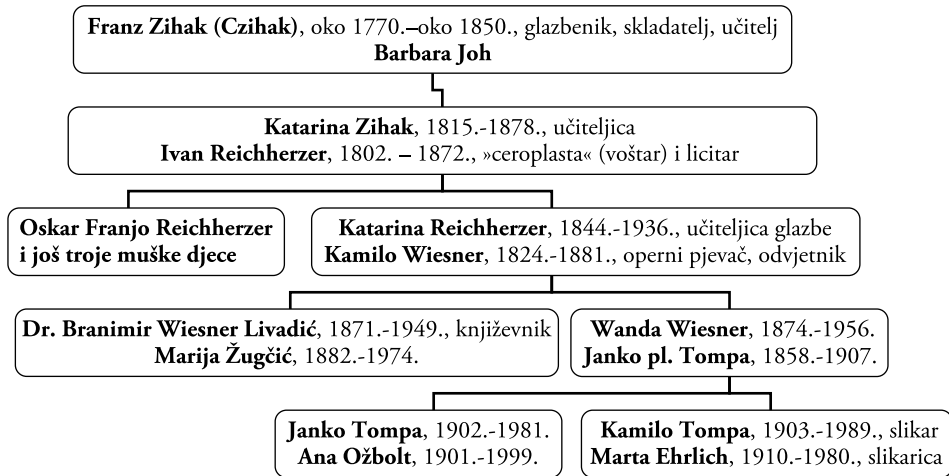 Franz Zihak (Czihak), oko 1770.–oko 1850., glazbenik, skladatelj, učitelj
Barbara Joh
Katarina Zihak, 1815.-1878., učiteljica
Ivan Reichherzer, 1802. – 1872., »ceroplasta« (voštar) i licitar
Oskar Franjo Reichherzer
i još troje muške djece
Katarina Reichherzer, 1844.-1936., učiteljica glazbe
Kamilo Wiesner, 1824.-1881., operni pjevač, odvjetnik
Dr. Branimir Wiesner Livadić, 1871.-1949., književnik
Marija Žugčić, 1882.-1974.
Wanda Wiesner, 1874.-1956.
Janko pl. Tompa, 1858.-1907.
Janko Tompa, 1902.-1981.
Ana Ožbolt, 1901.-1999.
Kamilo Tompa, 1903.-1989., slikar
Marta Ehrlich, 1910.-1980., slikarica